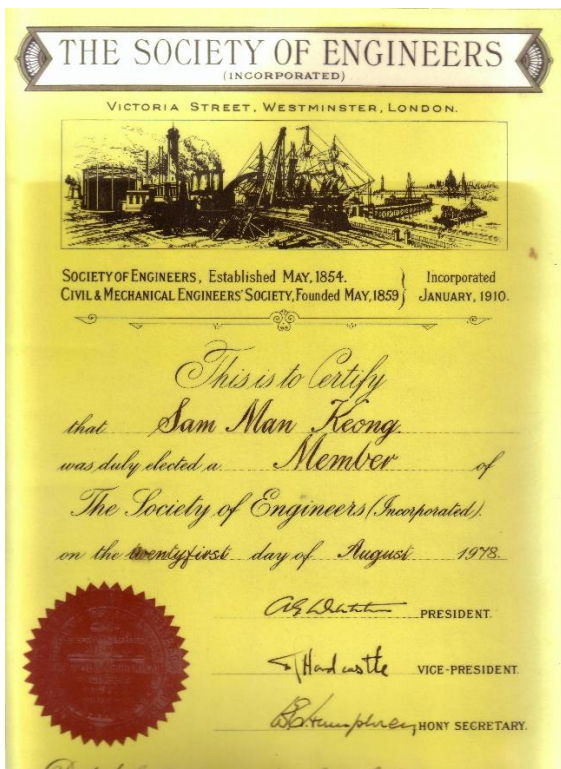 THE SOCIETY OF ENGINEERS
(INCORPORATED)
VICTORIA STREET, WESTMINSTER, LONDON.
SOCIETY OF ENGINEERS, Established MAY, 1854.
CIVIL & MECHANICAL ENGINEERS' SOCIETY, Founded MAY, 1859
Incorporated
JANUARY, 1910.
This is to Certify
that Sam Man Keong.
was duly elected a Member of
The Society of Engineers (Incorporated).
on the twentyfirst day of August 1978.
PRESIDENT.
Hardcastle VICE-PRESIDENT.
Humphrey, HONY SECRETARY.